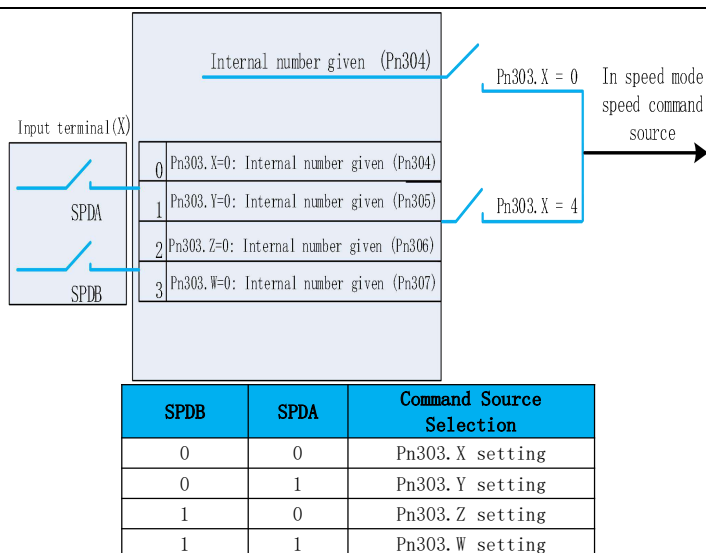 Internal number given (Pn304)
Pn303.X = 0
In speed mode
speed command
source
Input terminal(X)
SPDA
SPDB
0 Pn303.X=0: Internal number given (Pn304)
1 Pn303.Y=0: Internal number given (Pn305)
2 Pn303.Z=0: Internal number given (Pn306)
3 Pn303.W=0: Internal number given (Pn307)
Pn303.X = 4
SPDB SPDA Command Source
Selection
0 0 Pn303.X setting
0 1 Pn303.Y setting
1 0 Pn303.Z setting
1 1 Pn303.W setting